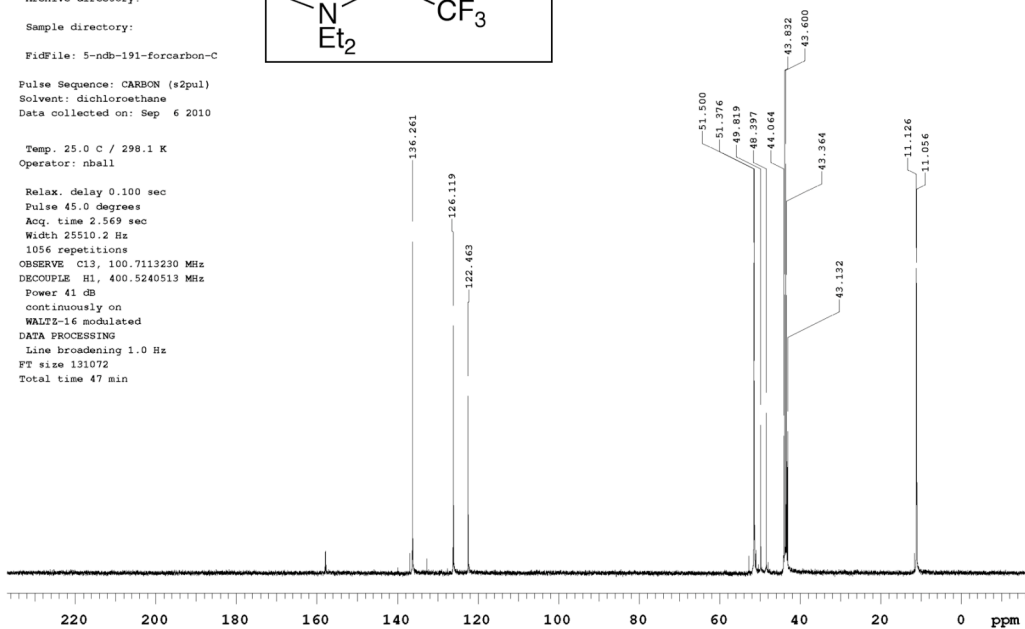 Sample directory:
FidFile: 5-ndb-191-forcarbon-C
Pulse Sequence: CARBON (s2pul)
Solvent: dichloroethane
Data collected on: Sep 6 2010
Temp. 25.0 C / 298.1 K
Operator: nball
Relax. delay 0.100 sec
Pulse 45.0 degrees
Acq. time 2.569 sec
Width 25510.2 Hz
1056 repetitions
OBSERVE C13, 100.7113230 MHz
DECOUPLE H1, 400.5240513 MHz
Power 41 dB
continuously on
WALTZ-16 modulated
DATA PROCESSING
Line broadening 1.0 Hz
FT size 131072
Total time 47 min
N
Et2
CF3
136.261
126.119
122.463
51.500
51.376
49.819
48.397
44.064
43.832
43.600
43.364
43.132
11.126
11.056
220 200 180 160 140 120 100 80 60 40 20 0 ppm